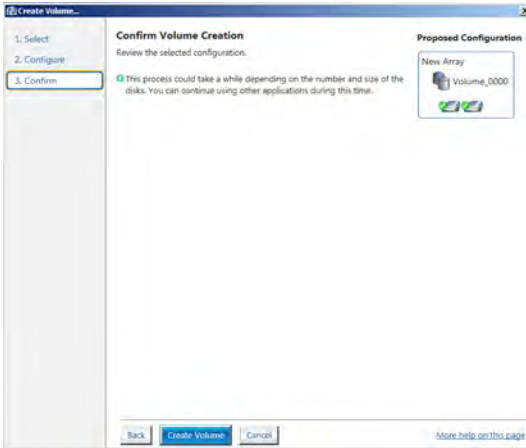 Create Volume...
1. Select
2. Configure
3. Confirm
Confirm Volume Creation
Review the selected configuration.
This process could take a while depending on the number and size of the
disks. You can continue using other applications during this time.
Proposed Configuration
New Array
Volume_0000
Back
Create Volume
Cancel
More help on this page